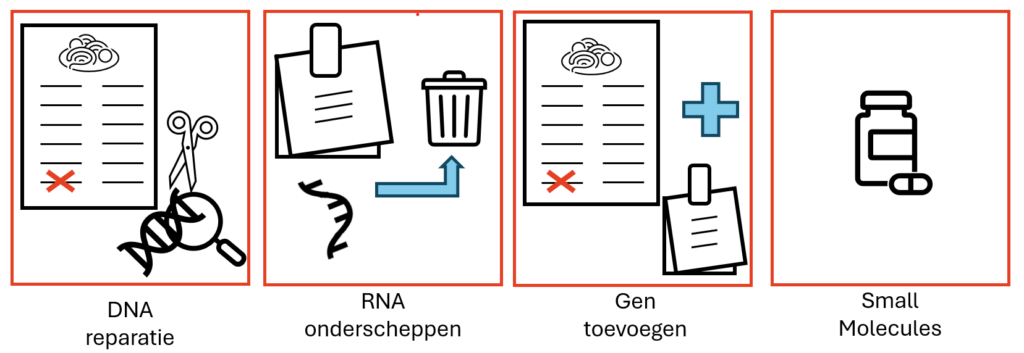 DNA
reparatie
RNA
onderscheppen
Gen
toevoegen
Small
Molecules